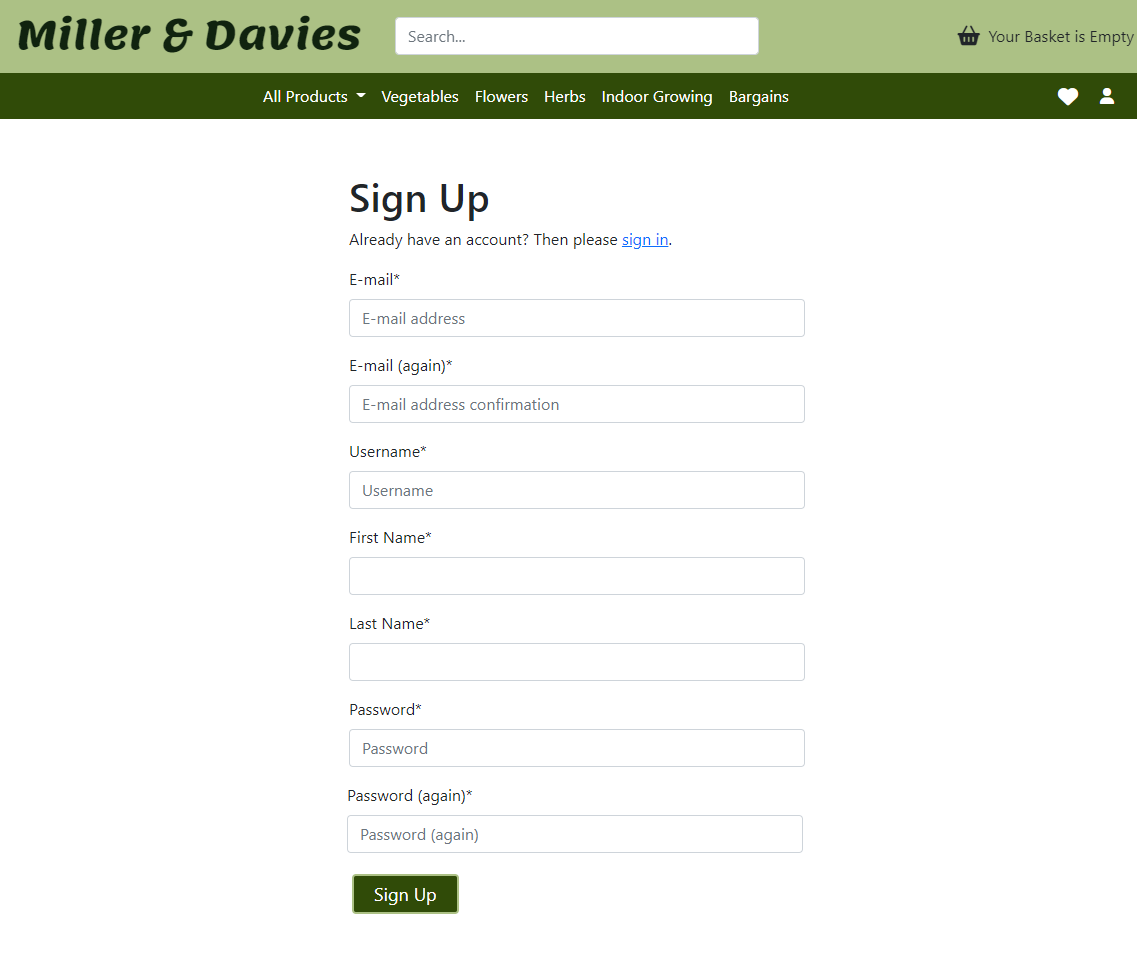 Miller & Davies
Search...
Your Basket is Empty
All Products Vegetables Flowers Herbs Indoor Growing Bargains
Sign Up
Already have an account? Then please sign in.
E-mail*
E-mail address
E-mail (again)*
E-mail address confirmation
Username*
Username
First Name*
Last Name*
Password*
Password
Password (again)*
Password (again)
Sign Up